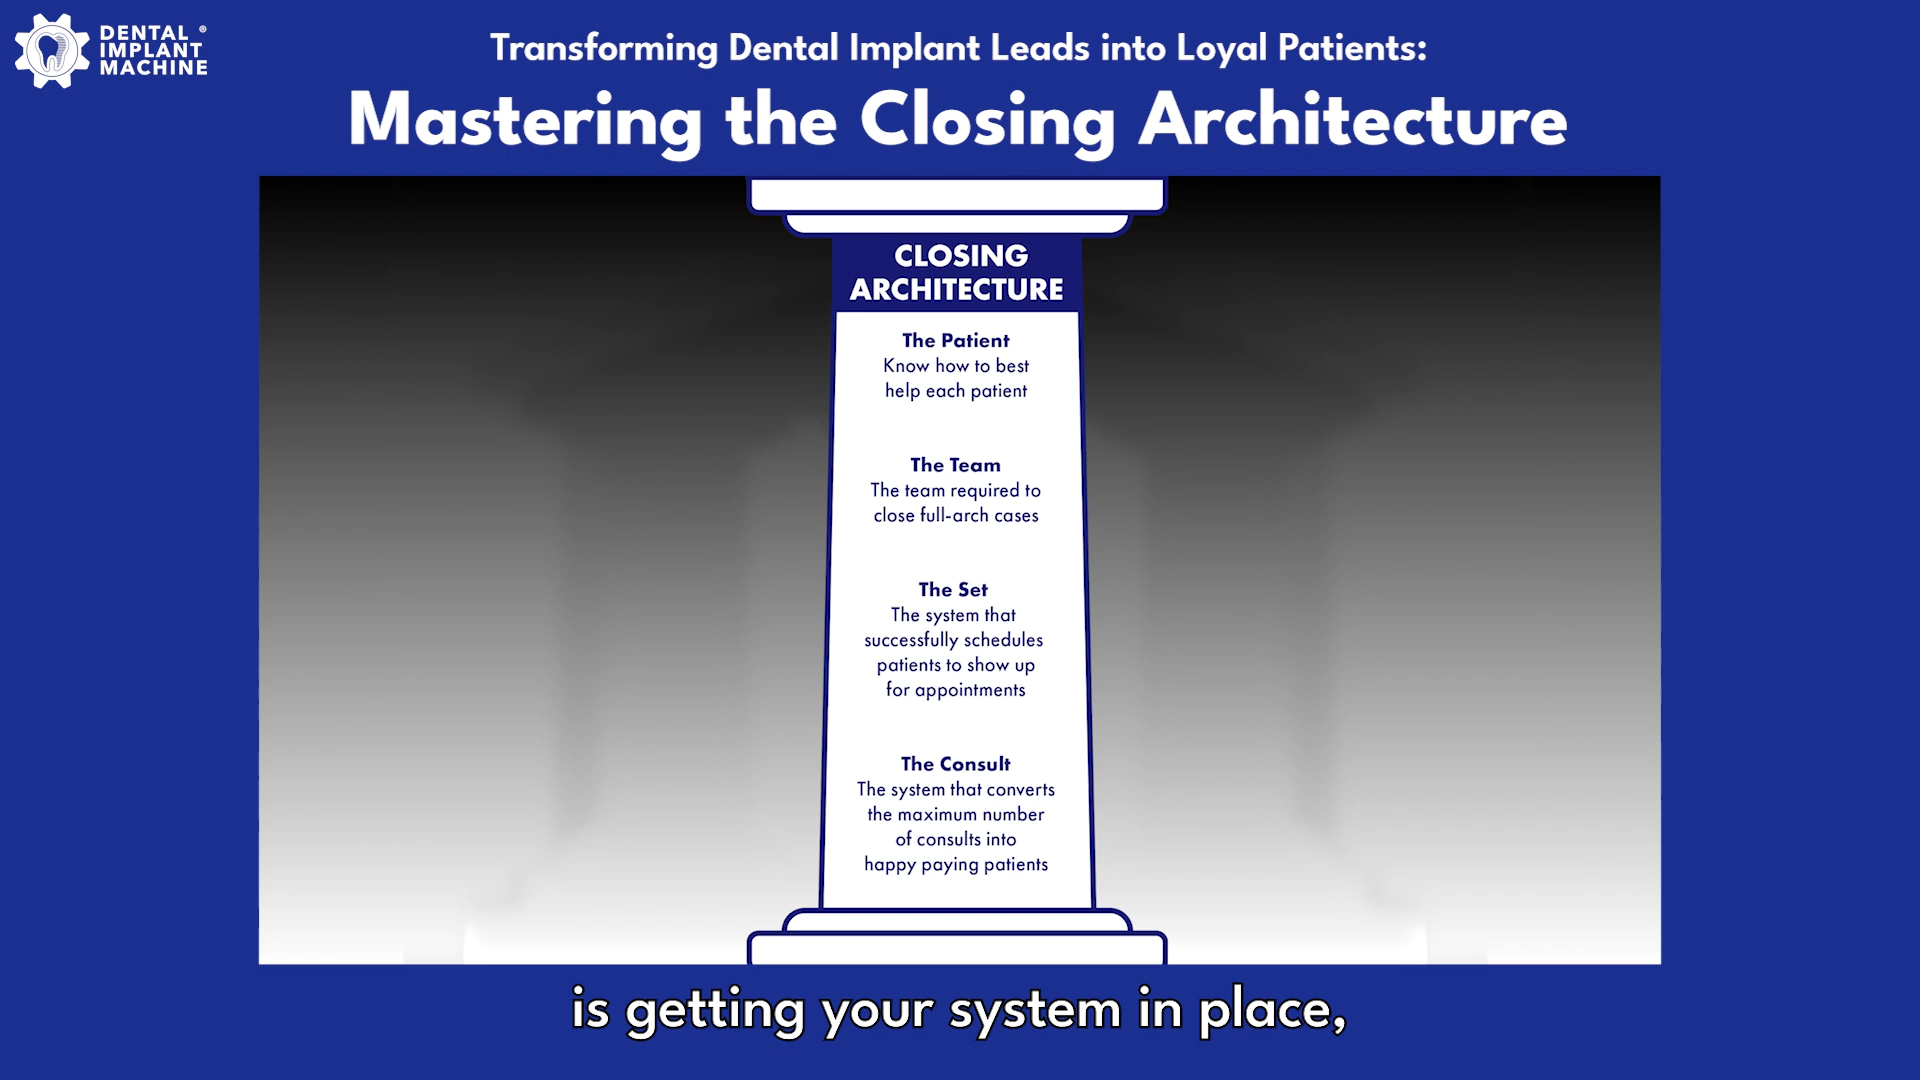 DENTAL ®
IMPLANT
MACHINE
Transforming Dental Implant Leads into Loyal Patients:
Mastering the Closing Architecture
CLOSING
ARCHITECTURE
The Patient
Know how to best
help each patient
The Team
The team required to
close full-arch cases
The Set
The system that
successfully schedules
patients to show up
for appointments
The Consult
The system that converts
the maximum number
of consults into
happy paying patients
is getting your system in place,